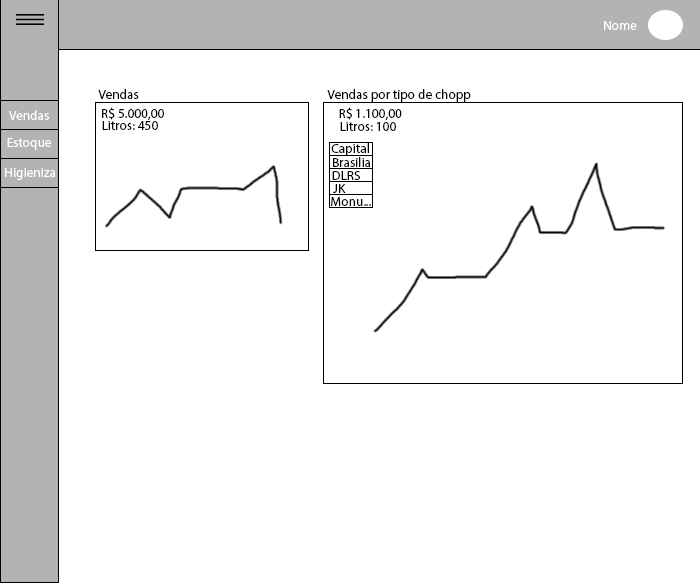 Nome
Vendas
Estoque
Higieniza
Vendas
R$ 5.000,00
Litros: 450
Vendas por tipo de chopp
R$ 1.100,00
Litros: 100
Capital
Brasília
DLRS
JK
Monu...